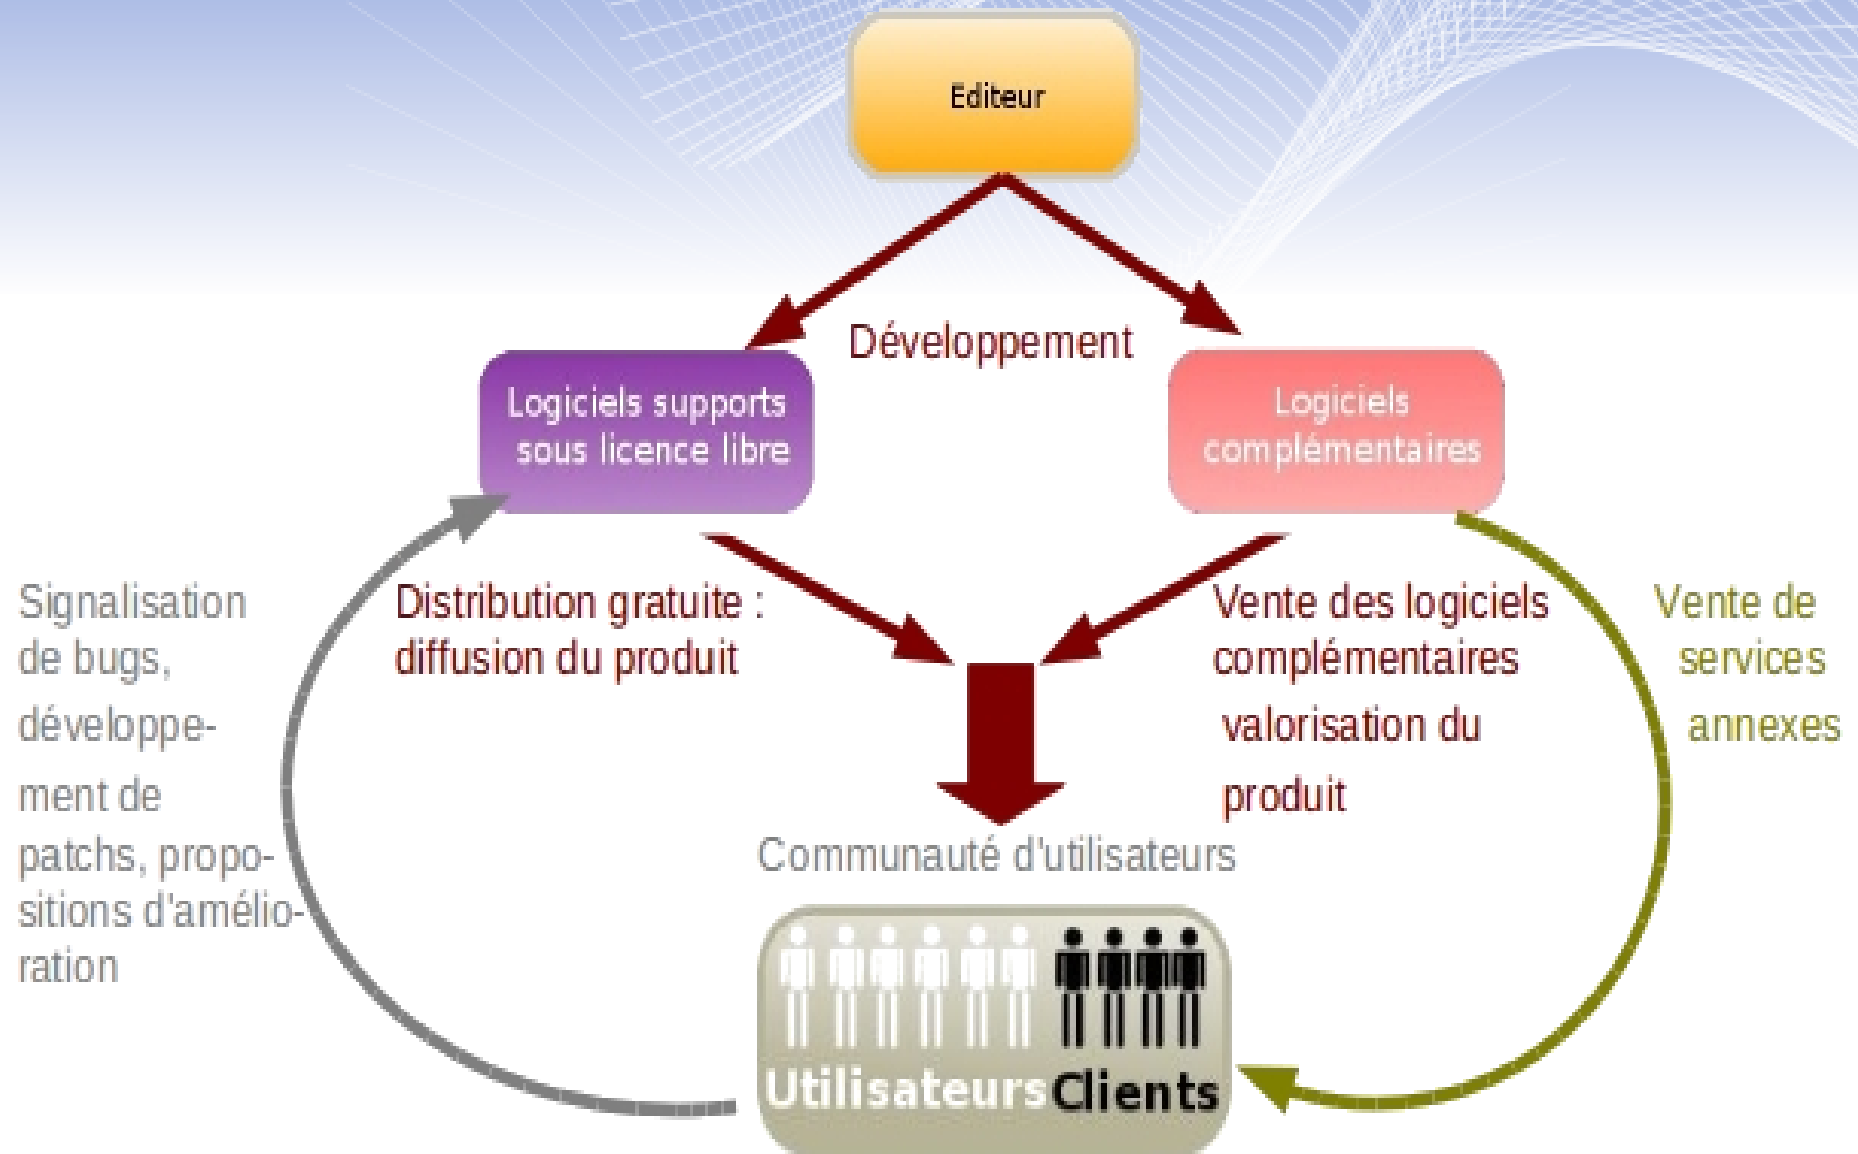 Editeur
Développement
Logiciels supports
sous licence libre
Logiciels
complémentaires
Signalisation
de bugs,
développe-
ment de
patchs, propo-
sitions d'amélio-
ration
Distribution gratuite :
diffusion du produit
Vente des logiciels
complémentaires
valorisation du
produit
Vente de
services
annexes
Communauté d'utilisateurs
Utilisateurs
Clients